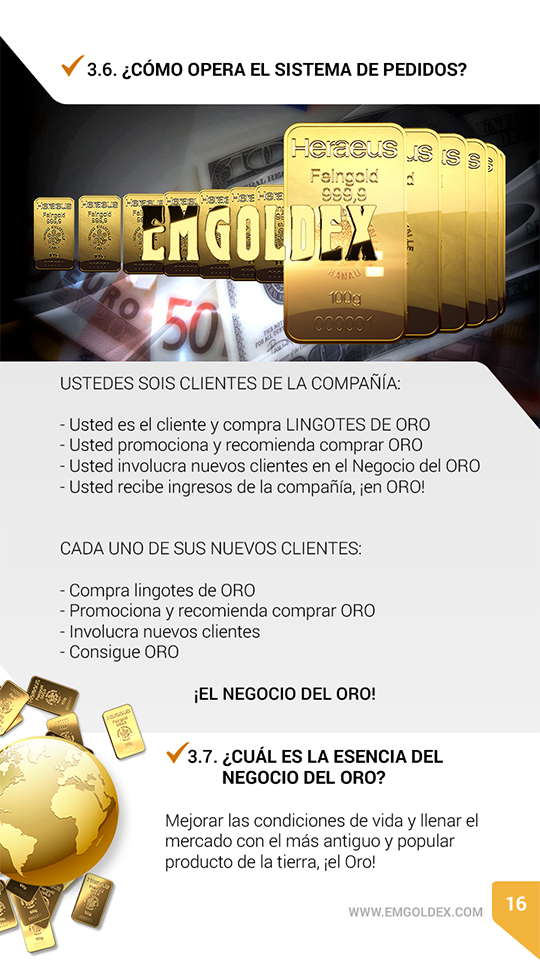 3.6. ¿CÓMO OPERA EL SISTEMA DE PEDIDOS?
Heraeus
Feingold
999,9
EMGOLDEX
HANAU
100g
000001
EURO 50
USTEDES SOIS CLIENTES DE LA COMPAÑÍA:
- Usted es el cliente y compra LINGOTES DE ORO
- Usted promociona y recomienda comprar ORO
- Usted involucra nuevos clientes en el Negocio del ORO
- Usted recibe ingresos de la compañía, ¡en ORO!
CADA UNO DE SUS NUEVOS CLIENTES:
- Compra lingotes de ORO
- Promociona y recomienda comprar ORO
- Involucra nuevos clientes
- Consigue ORO
¡EL NEGOCIO DEL ORO!
3.7. ¿CUÁL ES LA ESENCIA DEL
NEGOCIO DEL ORO?
Mejorar las condiciones de vida y llenar el
mercado con el más antiguo y popular
producto de la tierra, ¡el Oro!
WWW.EMGOLDEX.COM
16